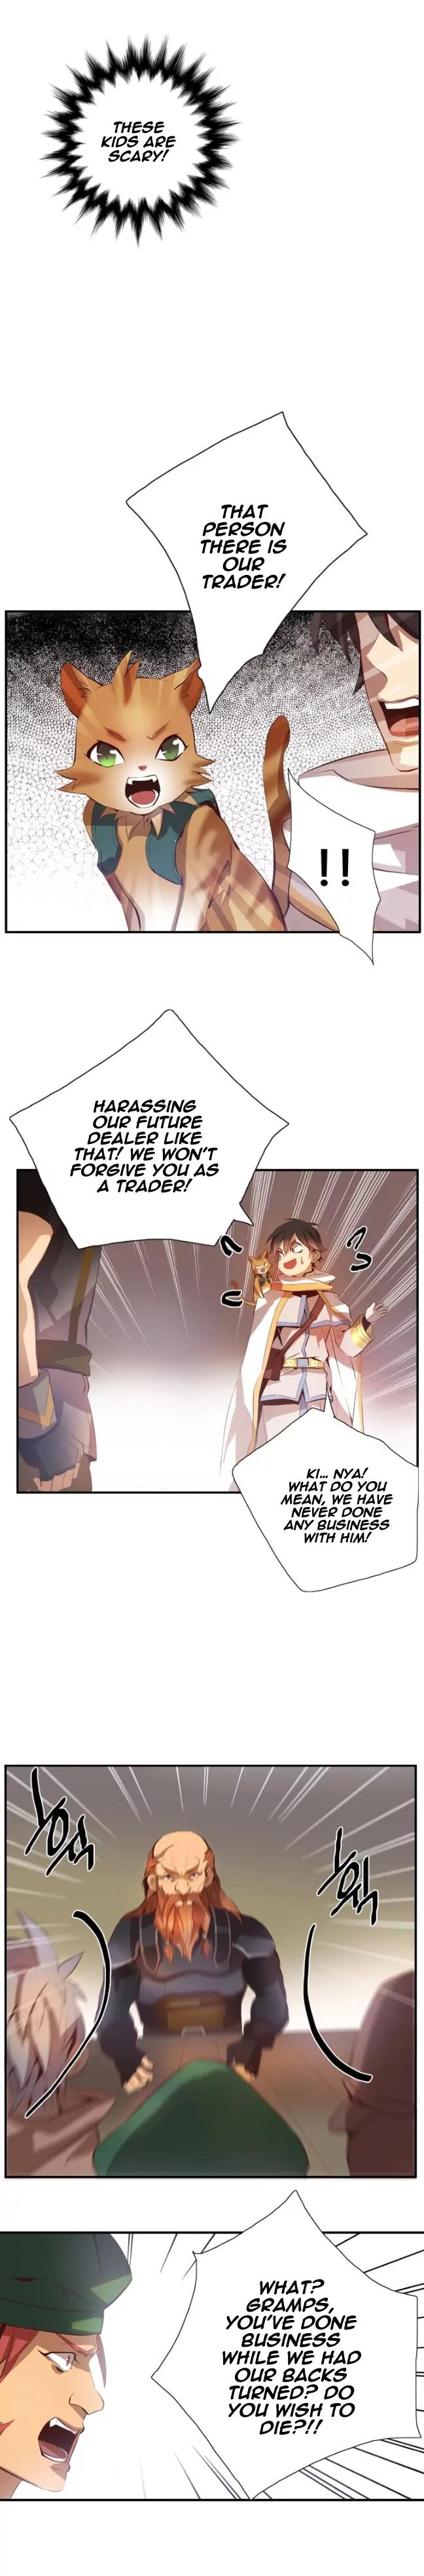 THESE
KIDS ARE
SCARY!
THAT
PERSON
THERE IS
OUR
TRADER!
!!
HARASSING
OUR FUTURE
DEALER LIKE
THAT! WE WON'T
FORGIVE YOU AS
A TRADER!
KI... NYA!
WHAT DO YOU
MEAN, WE HAVE
NEVER DONE
ANY BUSINESS
WITH HIM!
WHAT?
GRAMPS,
YOU'VE DONE
BUSINESS
WHILE WE HAD
OUR BACKS
TURNED? DO
YOU WISH TO
DIE?!!